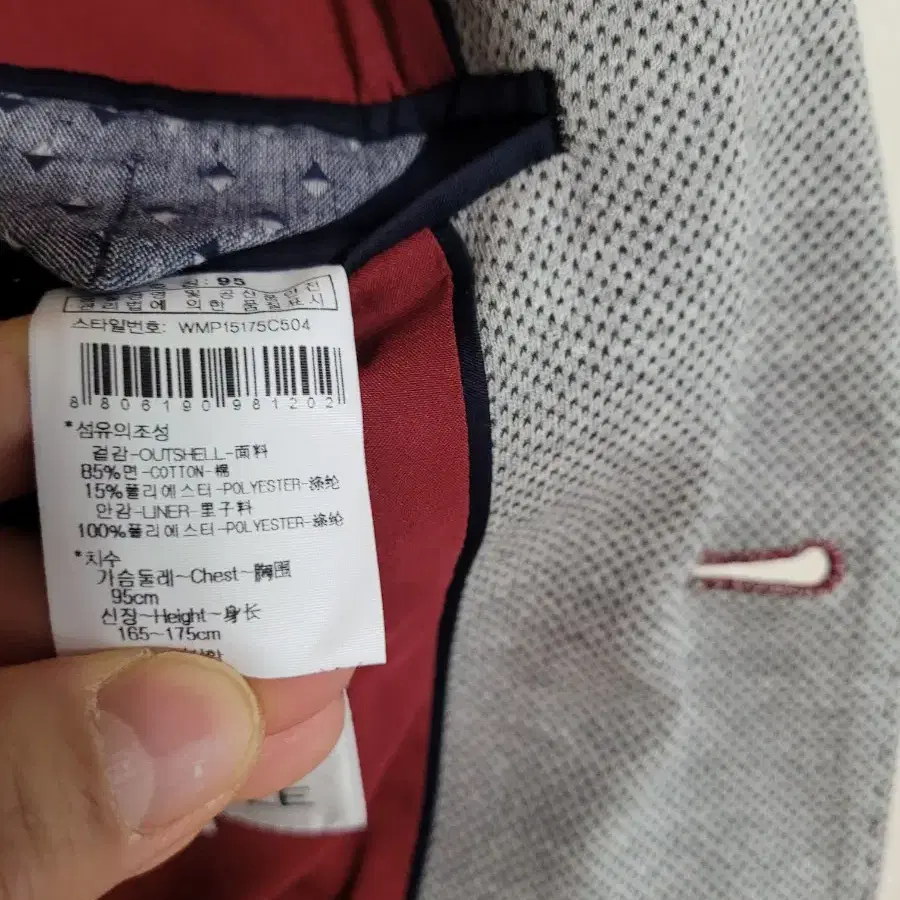 : 95
스타일번호: WMP15175C504
8 806190 981202
*섬유의조성
겉감-OUTSHELL-面料
85%면-COTTON-棉
15%폴리에스터-POLYESTER-涤纶
안감-LINER-里子料
100%폴리에스터-POLYESTER-涤纶
*치수
가슴둘레~Chest~胸围
95cm
신장~Height~身长
165~175cm